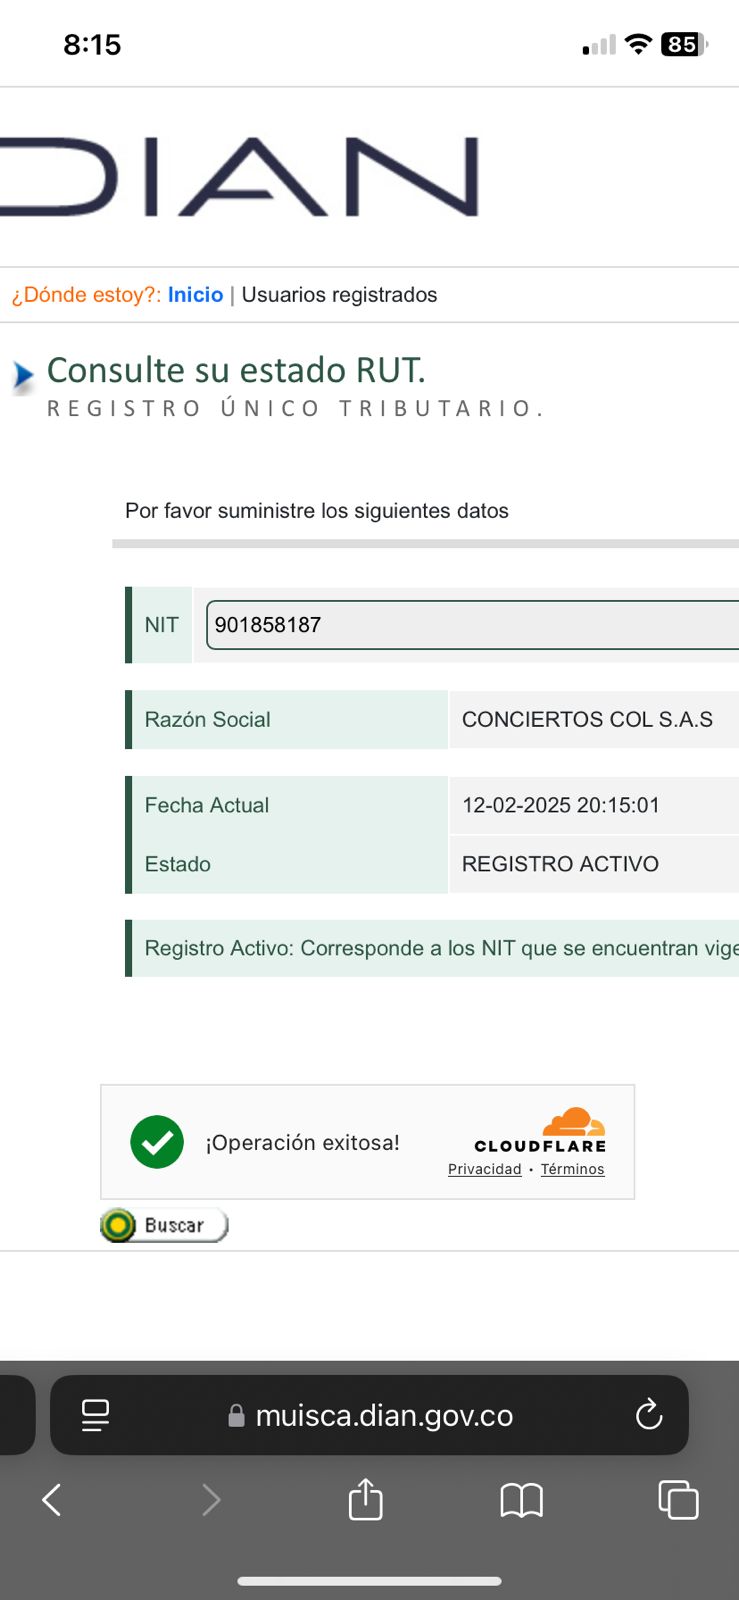 8:15
85
DIAN
¿Dónde estoy?: Inicio | Usuarios registrados
Consulte su estado RUT.
REGISTRO ÚNICO TRIBUTARIO.
Por favor suministre los siguientes datos
NIT 901858187
Razón Social CONCIERTOS COL S.A.S
Fecha Actual 12-02-2025 20:15:01
Estado REGISTRO ACTIVO
Registro Activo: Corresponde a los NIT que se encuentran vige
¡Operación exitosa!
CLOUDFLARE
Privacidad • Términos
Buscar
muisca.dian.gov.co